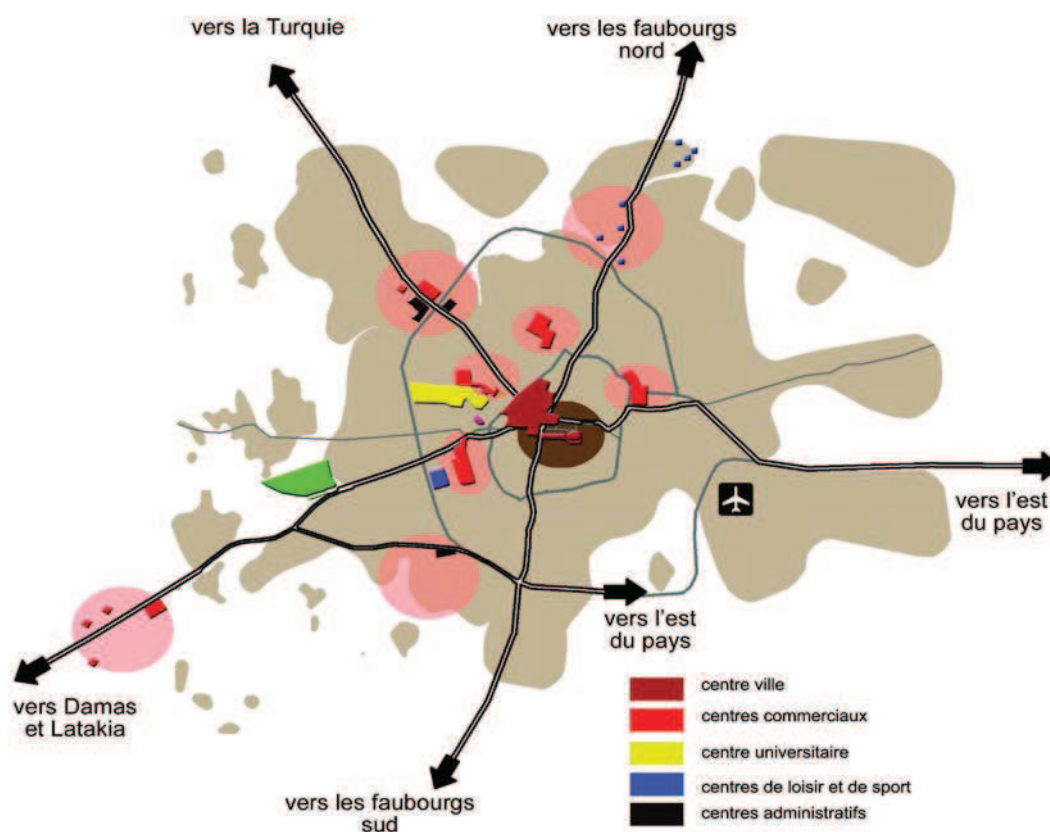 vers la Turquie
vers les faubourgs
nord
vers l'est
du pays
vers l'est
du pays
vers Damas
et Latakia
vers les faubourgs
sud
centre ville
centres commerciaux
centre universitaire
centres de loisir et de sport
centres administratifs